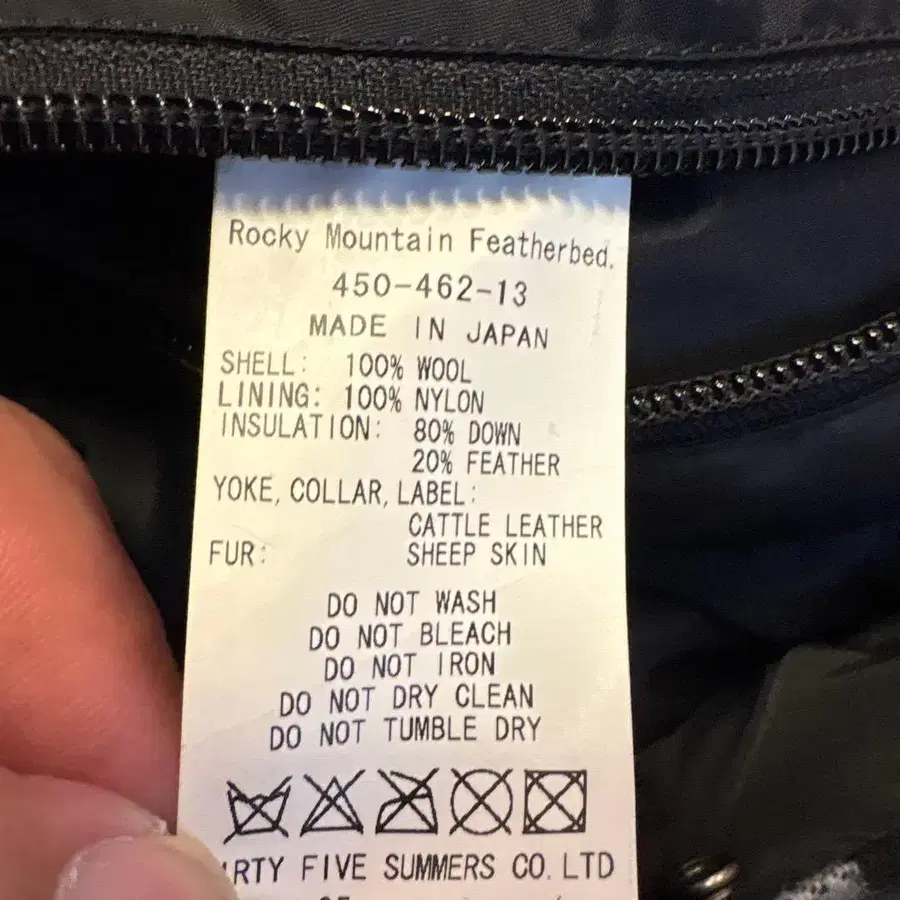 Rocky Mountain Featherbed.
450-462-13
MADE IN JAPAN
SHELL: 100% WOOL
LINING: 100% NYLON
INSULATION: 80% DOWN
20% FEATHER
YOKE, COLLAR, LABEL:
CATTLE LEATHER
FUR: SHEEP SKIN
DO NOT WASH
DO NOT BLEACH
DO NOT IRON
DO NOT DRY CLEAN
DO NOT TUMBLE DRY
FIVE SUMMERS CO. LTD